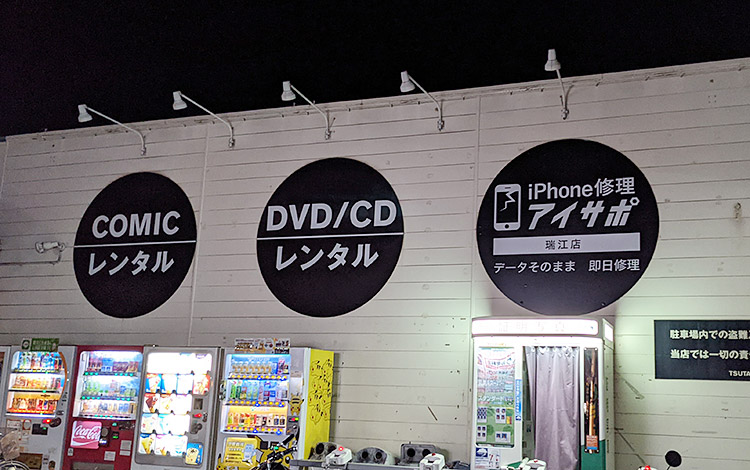 COMIC
レンタル
DVD/CD
レンタル
iPhone修理
アイサポ
瑞江店
データそのまま 即日修理
駐車場内での盗難
当店では一切の責
TSUTA
Coca-Cola